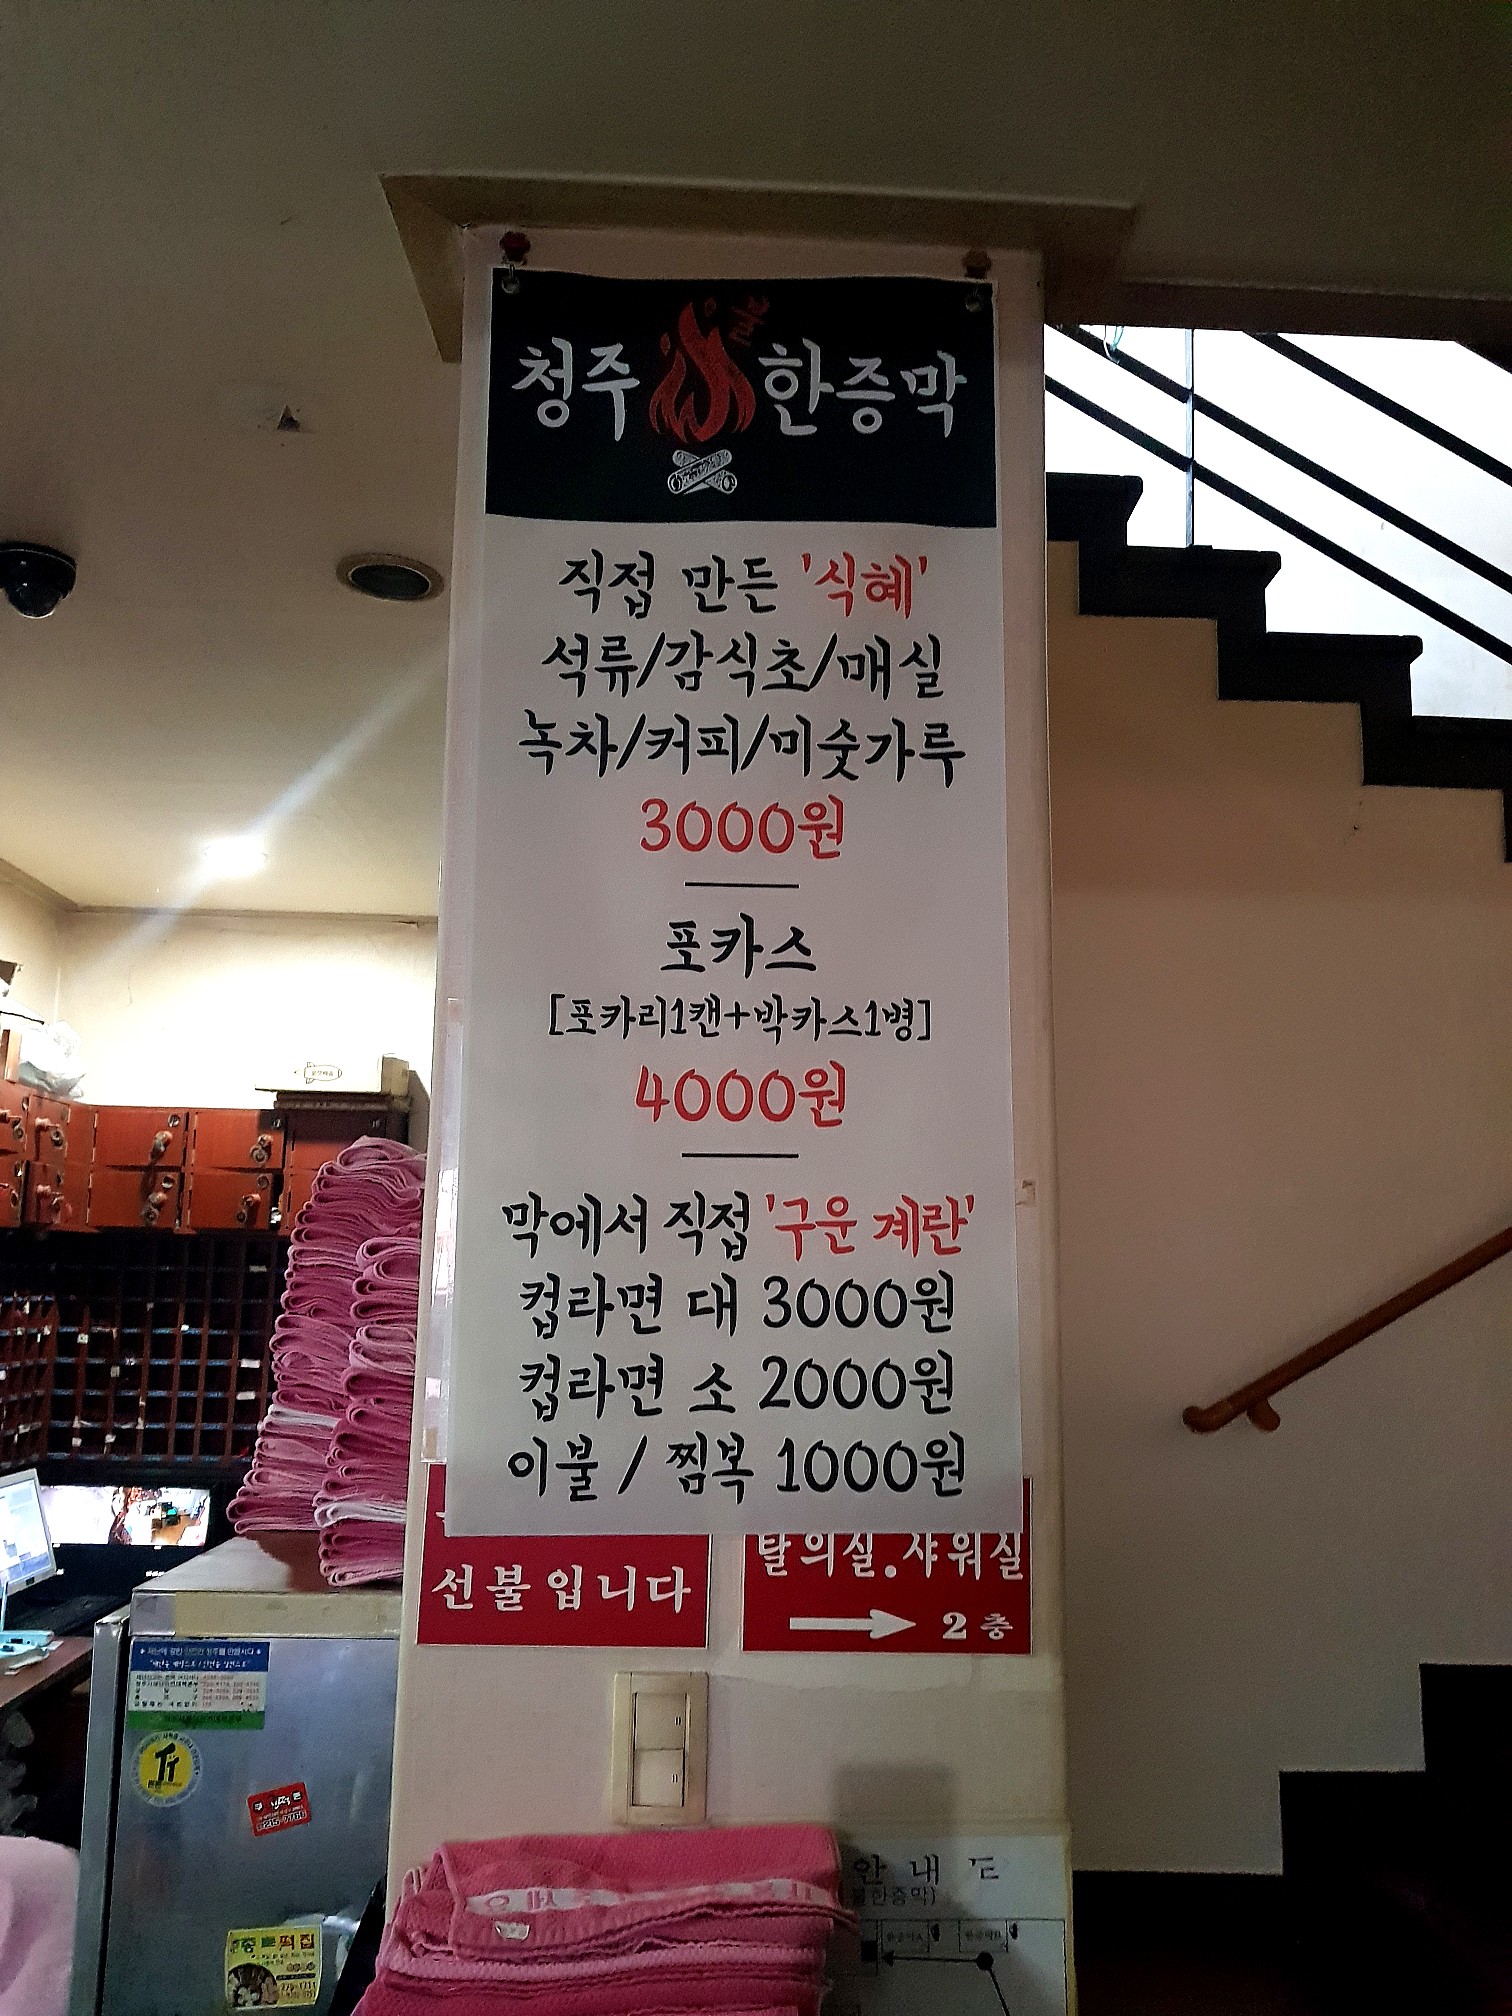 청주 불 한증막
직접 만든 '식혜'
석류/감식초/매실
녹차/커피/미숫가루
3000원
포카스
[포카리1캔+박카스1병]
4000원
막에서 직접 '구운 계란'
컵라면 대 3000원
컵라면 소 2000원
이불 / 찜복 1000원
선불입니다
탈의실.샤워실
→ 2층
안내
불한증막)